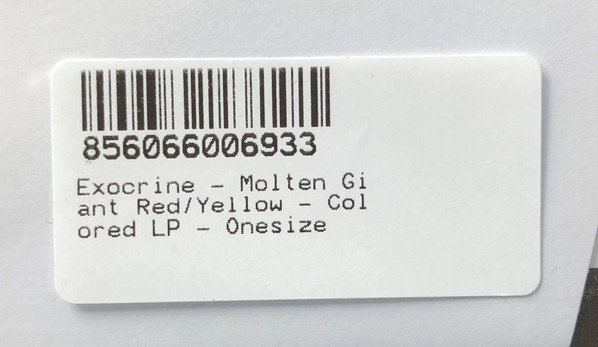 856066006933
Exocrine - Molten Gi
ant Red/Yellow - Col
ored LP - Onesize